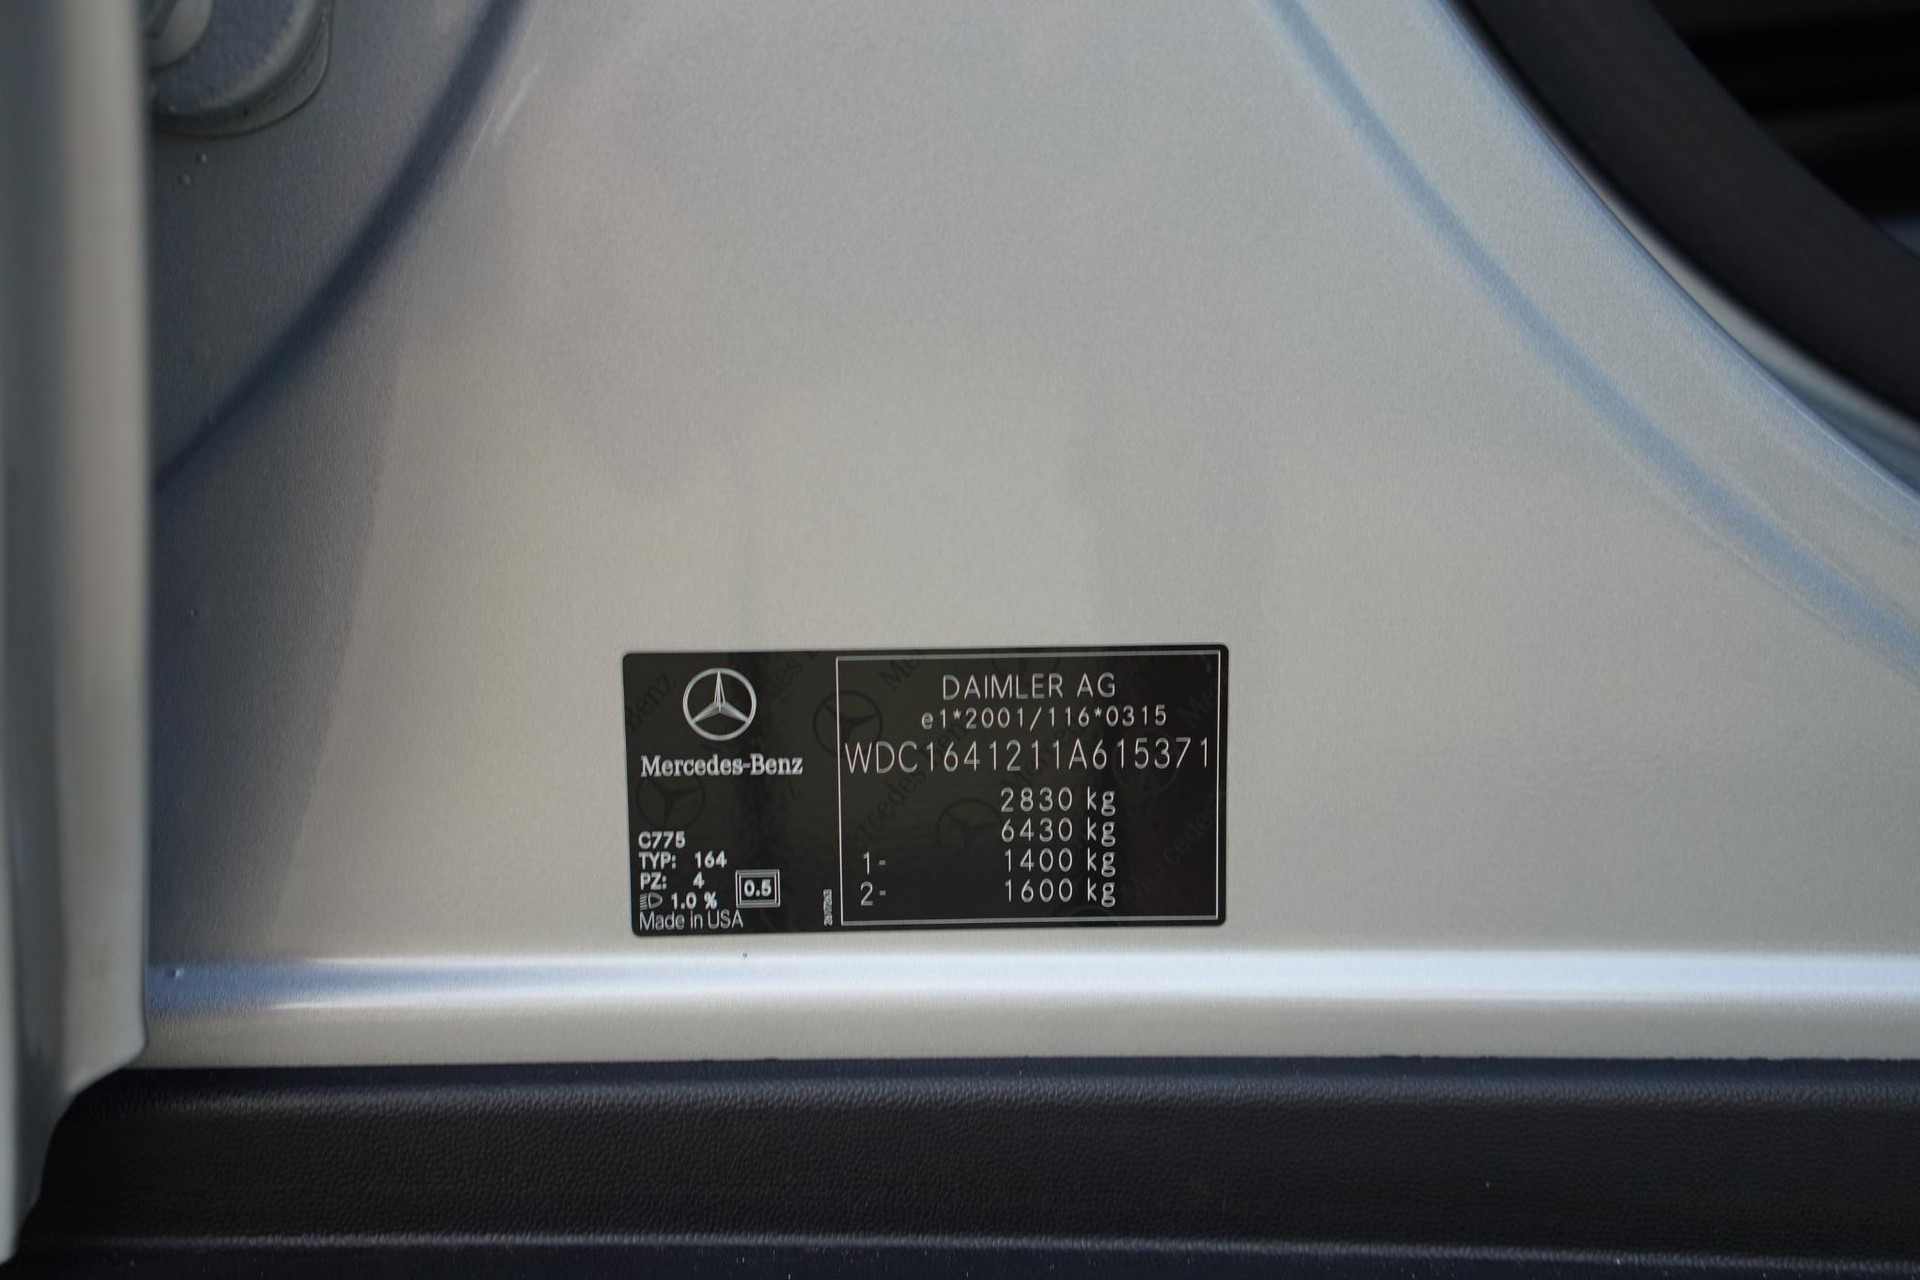 Mercedes-Benz
C775
TYP: 164
PZ: 4
1.0 %
0.5
Made in USA
DAIMLER AG
e1*2001/116*0315
WDC1641211A615371
2830 kg
6430 kg
1- 1400 kg
2- 1600 kg